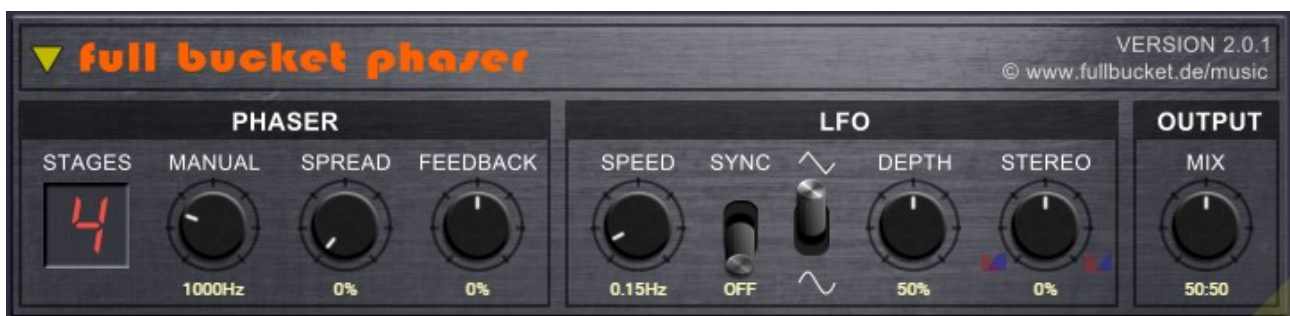 full bucket phaser
VERSION 2.0.1
© www.fullbucket.de/music
PHASER
STAGES MANUAL SPREAD FEEDBACK
4
1000Hz 0% 0%
LFO
SPEED SYNC DEPTH STEREO
0.15Hz OFF 50% 0%
OUTPUT
MIX
50:50